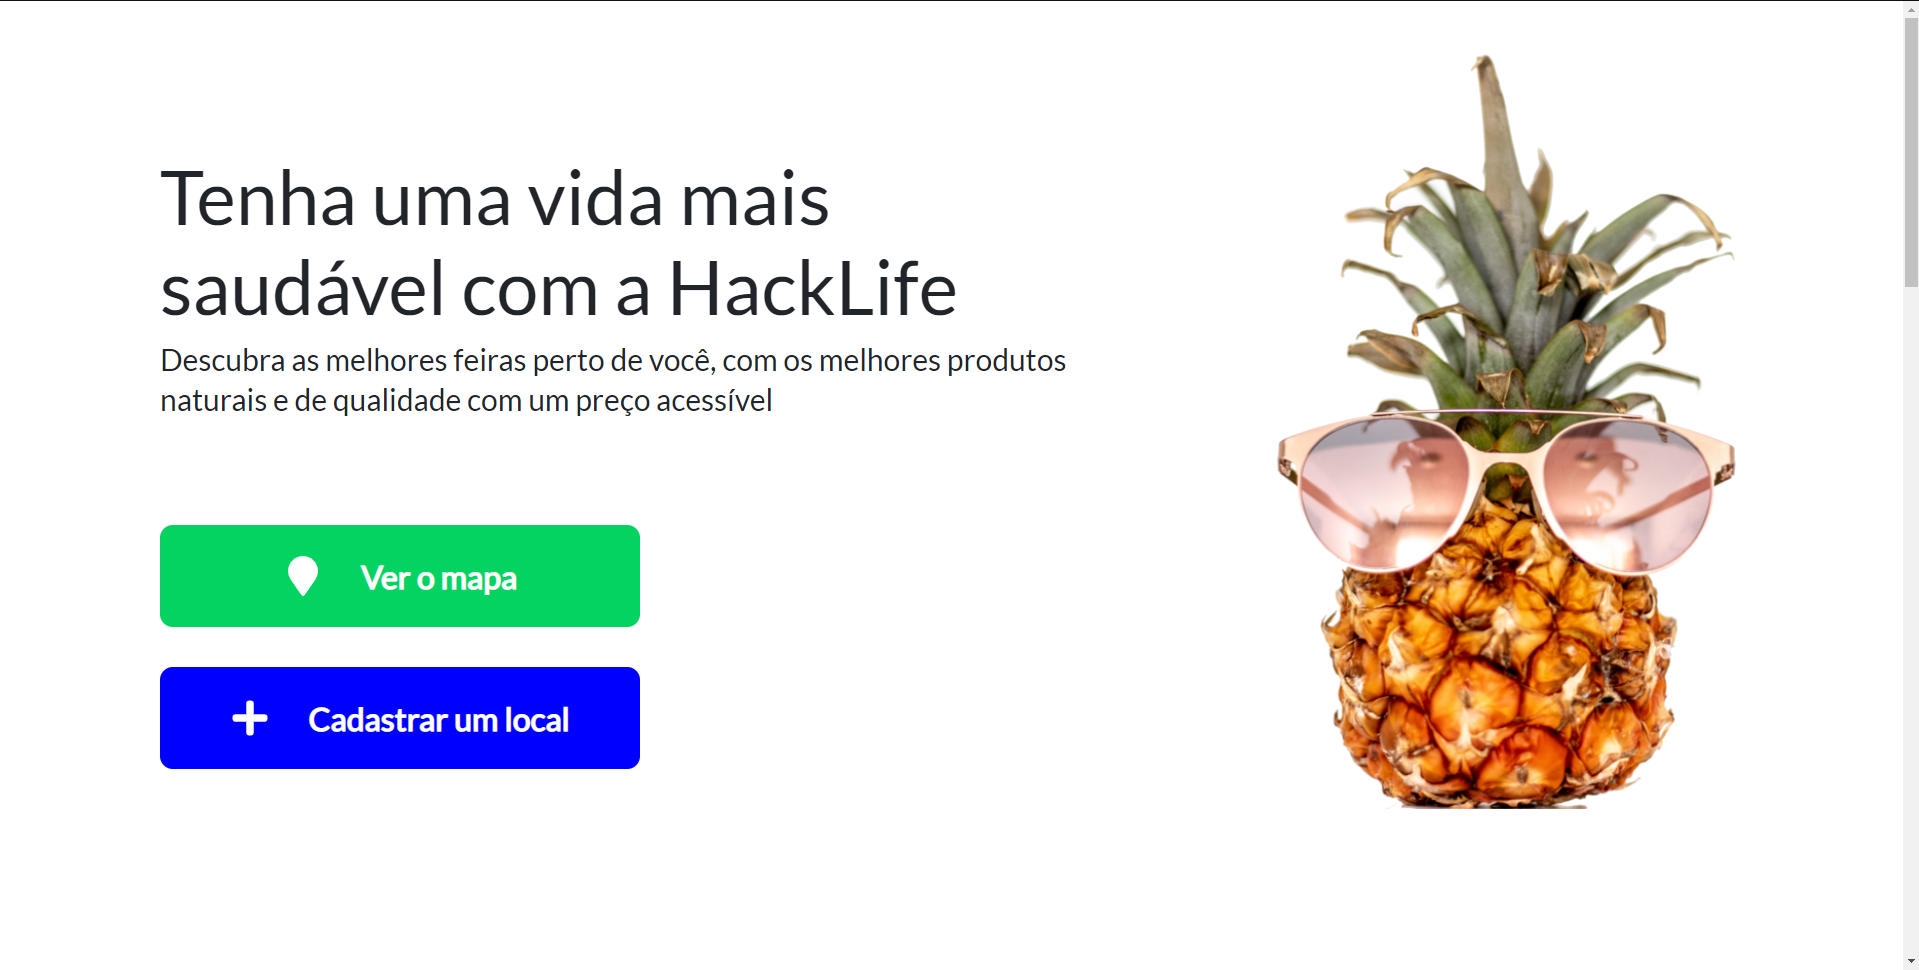 Tenha uma vida mais
saudável com a HackLife
Descubra as melhores feiras perto de você, com os melhores produtos
naturais e de qualidade com um preço acessível
Ver o mapa
Cadastrar um local